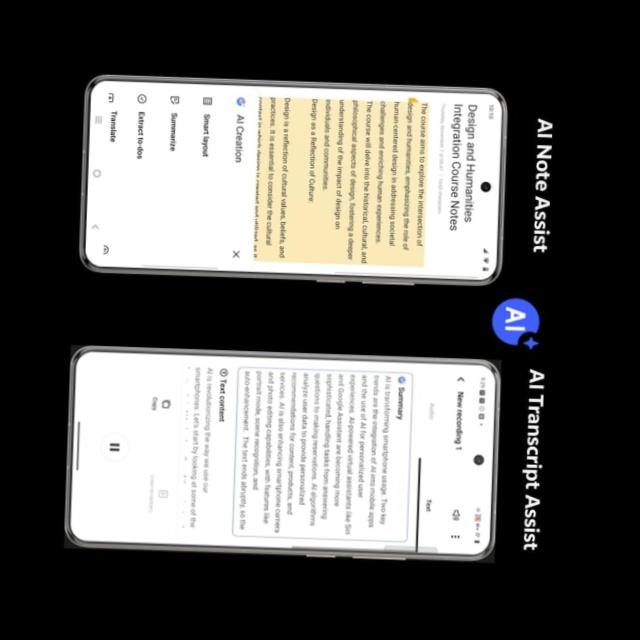 AI Note Assist
10:10
Design and Humanities
Integration Course Notes
The course aims to explore the intersection of
design and humanities, emphasizing the role of
human-centered design in addressing societal
challenges and enriching human experiences.
The course will delve into the historical, cultural, and
philosophical aspects of design, fostering a deeper
understanding of the impact of design on
individuals and communities.
Design as a Reflection of Culture:
Design is a reflection of cultural values, beliefs, and
practices. It is essential to consider the cultural
AI Creation
Smart layout
Summarize
Extract to-dos
Translate
AI
AI Transcript Assist
New recording 1
Audio
Text
Summary
AI is transforming smartphone usage. Two key
trends are the integration of AI into mobile apps
and the use of AI for personalized user
experiences. AI-powered virtual assistants like Siri
and Google Assistant are becoming more
sophisticated, handling tasks from answering
questions to making reservations. AI algorithms
analyze user data to provide personalized
recommendations for content, products, and
services. AI is also enhancing smartphone camera
and photo editing capabilities, with features like
portrait mode, scene recognition, and
auto-enhancement. The text ends abruptly, so the
Text content
AI is revolutionizing the way we use our
smartphones. Let's start by looking at some of the
Copy